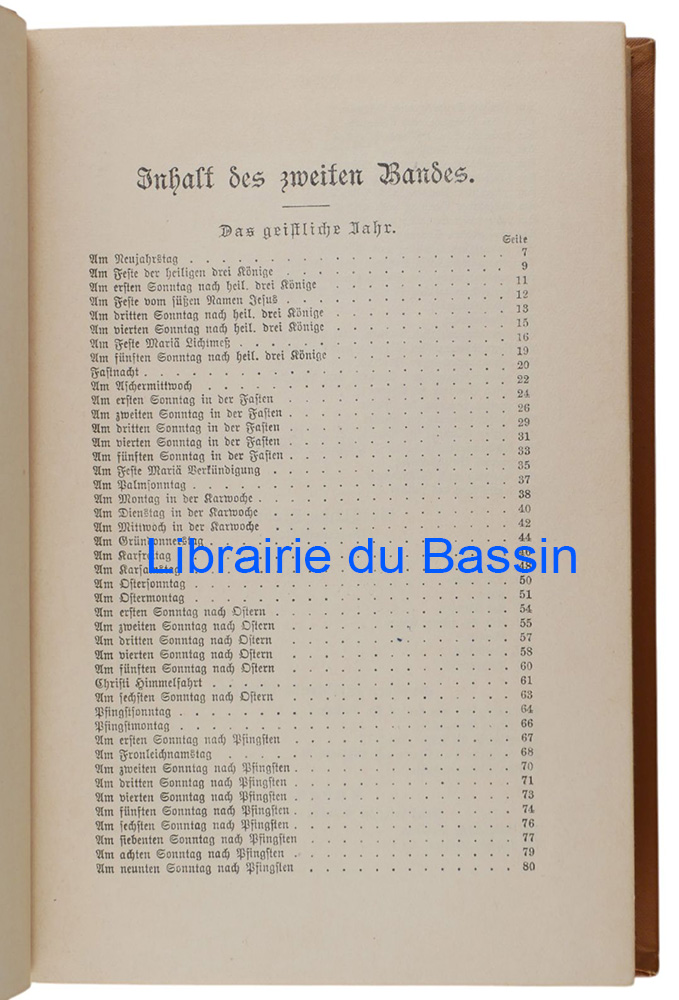 Inhalt des zweiten Bandes.
Das geistliche Jahr.
Seite
Am Neujahrstag . . . 7
Am Feste der heiligen drei Könige . . . 9
Am ersten Sonntag nach heil. drei Könige . . . 11
Am Feste vom süßen Namen Jesus . . . 12
Am dritten Sonntag nach heil. drei Könige . . . 13
Am vierten Sonntag nach heil. drei Könige . . . 15
Am Feste Mariä Lichtmeß . . . 16
Am fünften Sonntag nach heil. drei Könige . . . 19
Fastnacht . . . 20
Am Aschermittwoch . . . 22
Am ersten Sonntag in der Fasten . . . 24
Am zweiten Sonntag in der Fasten . . . 26
Am dritten Sonntag in der Fasten . . . 29
Am vierten Sonntag in der Fasten . . . 31
Am fünften Sonntag in der Fasten . . . 33
Am Feste Mariä Verkündigung . . . 35
Am Palmsonntag . . . 37
Am Montag in der Karwoche . . . 38
Am Dienstag in der Karwoche . . . 40
Am Mittwoch in der Karwoche . . . 42
Am Gründonnerstag . . . 44
Am Karfreitag . . . 46
Librairie du Bassin
Am Karsamstag . . . 48
Am Ostersonntag . . . 50
Am Ostermontag . . . 51
Am ersten Sonntag nach Ostern . . . 54
Am zweiten Sonntag nach Ostern . . . 55
Am dritten Sonntag nach Ostern . . . 57
Am vierten Sonntag nach Ostern . . . 58
Am fünften Sonntag nach Ostern . . . 60
Christi Himmelfahrt . . . 61
Am sechsten Sonntag nach Ostern . . . 63
Pfingstsonntag . . . 64
Pfingstmontag . . . 66
Am ersten Sonntag nach Pfingsten . . . 67
Am Fronleichnamstag . . . 68
Am zweiten Sonntag nach Pfingsten . . . 70
Am dritten Sonntag nach Pfingsten . . . 71
Am vierten Sonntag nach Pfingsten . . . 73
Am fünften Sonntag nach Pfingsten . . . 74
Am sechsten Sonntag nach Pfingsten . . . 76
Am siebenten Sonntag nach Pfingsten . . . 77
Am achten Sonntag nach Pfingsten . . . 79
Am neunten Sonntag nach Pfingsten . . . 80